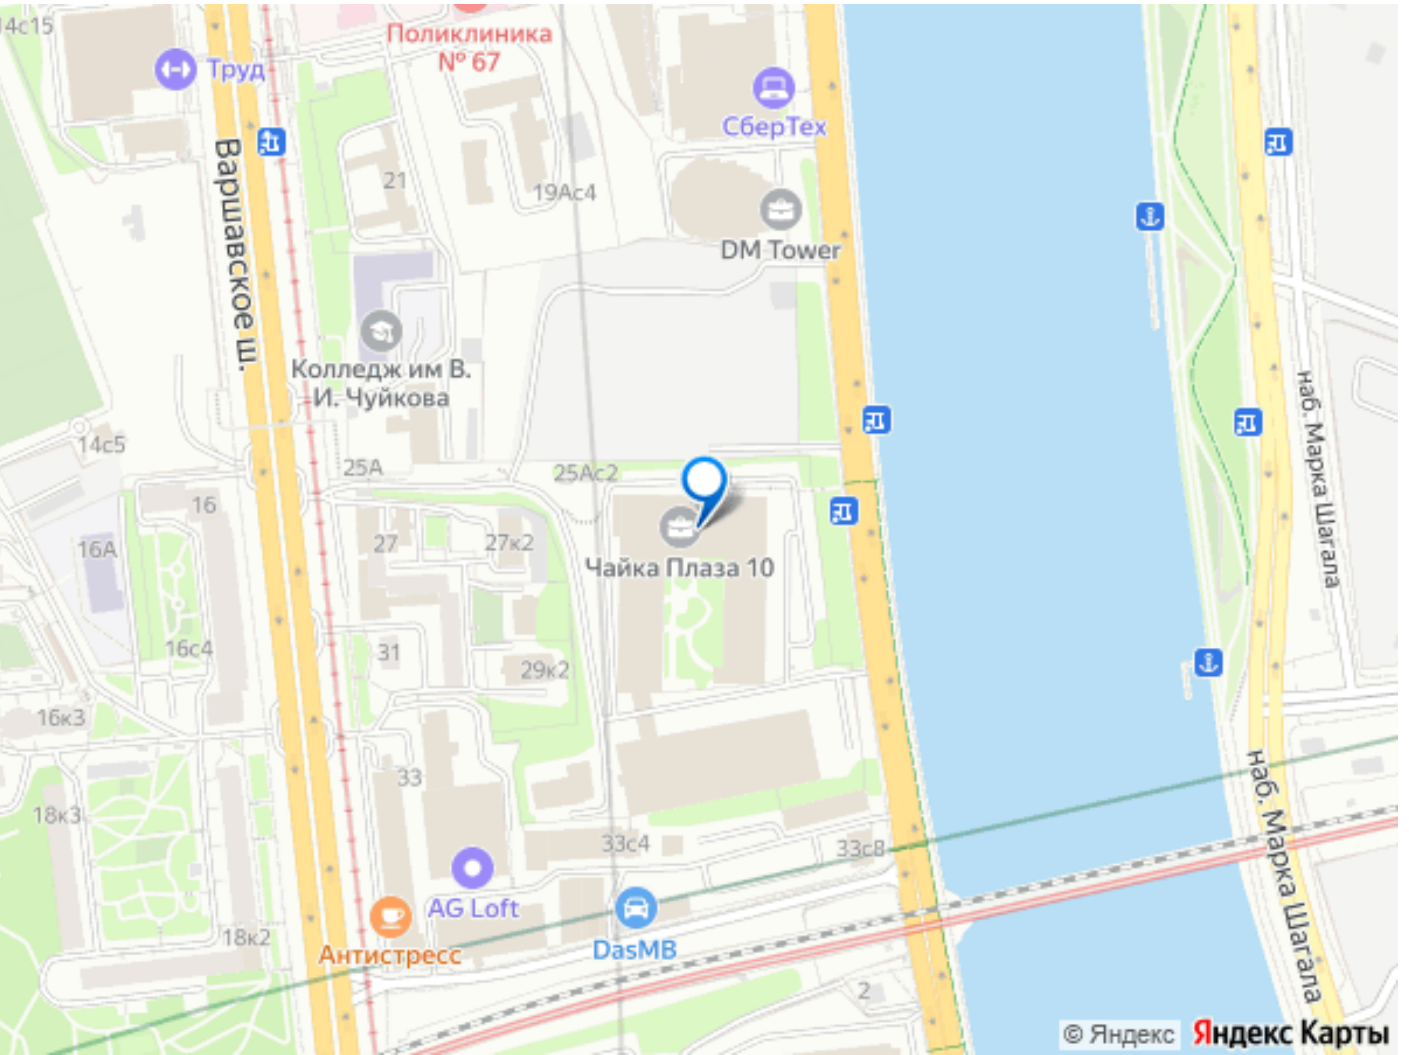 14с15
Поликлиника
№ 67
Труд
СберТех
Варшавское ш.
21
19Ас4
DM Tower
Колледж им В.
И. Чуйкова
наб. Марка Шагала
14с5
25А
25Ас2
16
16А
27
27к2
Чайка Плаза 10
16с4
31
29к2
16к3
33
наб. Марка Шагала
18к3
33с4
33с8
AG Loft
18к2
Антистресс
DasMB
2
© Яндекс Яндекс Карты